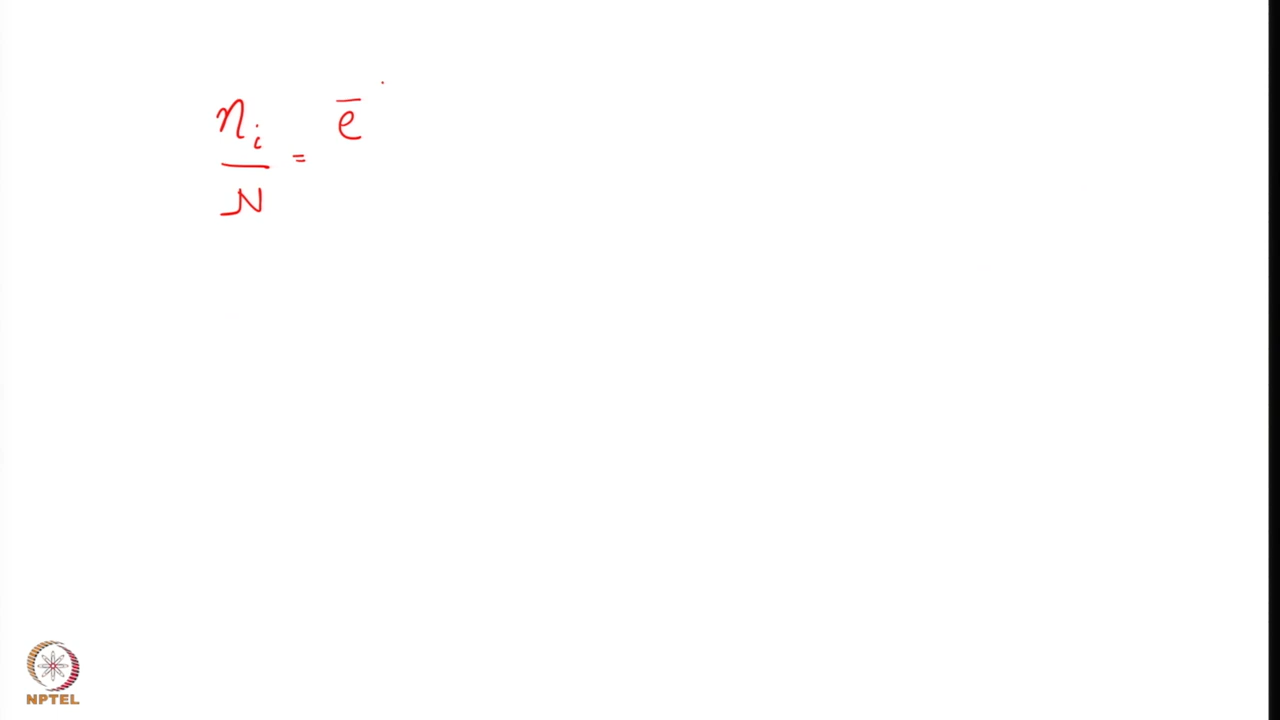 n_i / N = e^-
NPTEL